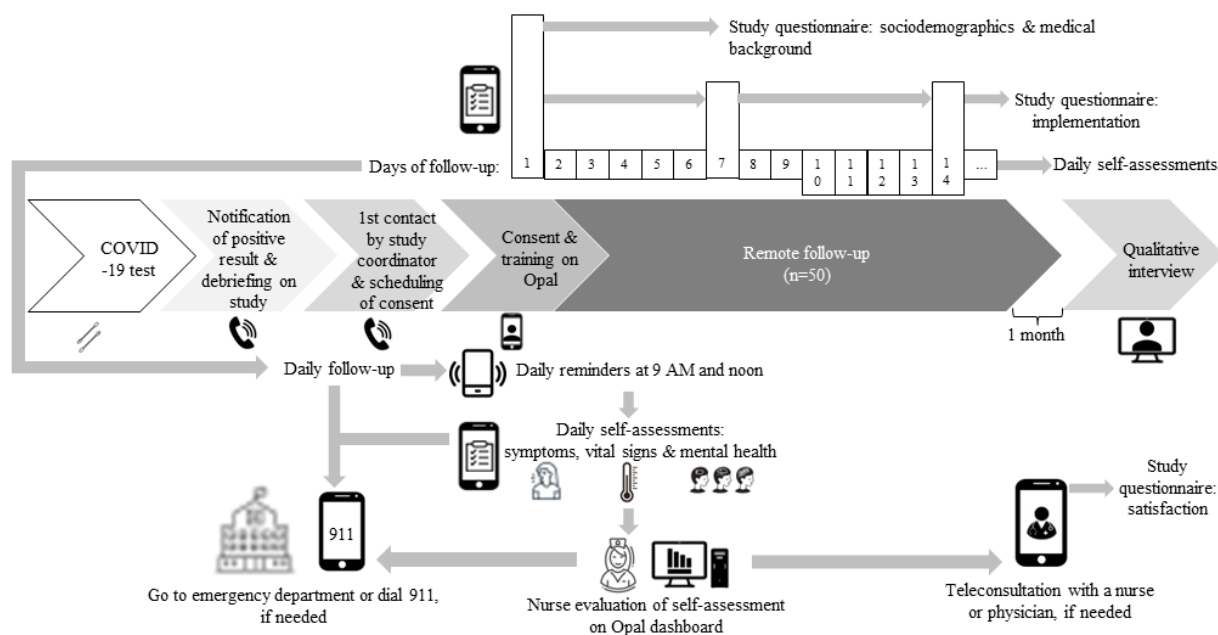 Study questionnaire: sociodemographics & medical
background
Study questionnaire:
implementation
Days of follow-up:
1
2
3
4
5
6
7
8
9
1
0
1
1
1
2
1
3
1
4
...
Daily self-assessments
COVID
-19 test
Notification
of positive
result &
debriefing on
study
1st contact
by study
coordinator
& scheduling
of consent
Consent &
training on
Opal
Remote follow-up
(n=50)
1 month
Qualitative
interview
Daily follow-up
Daily reminders at 9 AM and noon
Daily self-assessments:
symptoms, vital signs & mental health
Study
questionnaire:
satisfaction
911
Go to emergency department or dial 911,
if needed
Nurse evaluation of self-assessment
on Opal dashboard
Teleconsultation with a nurse
or physician, if needed